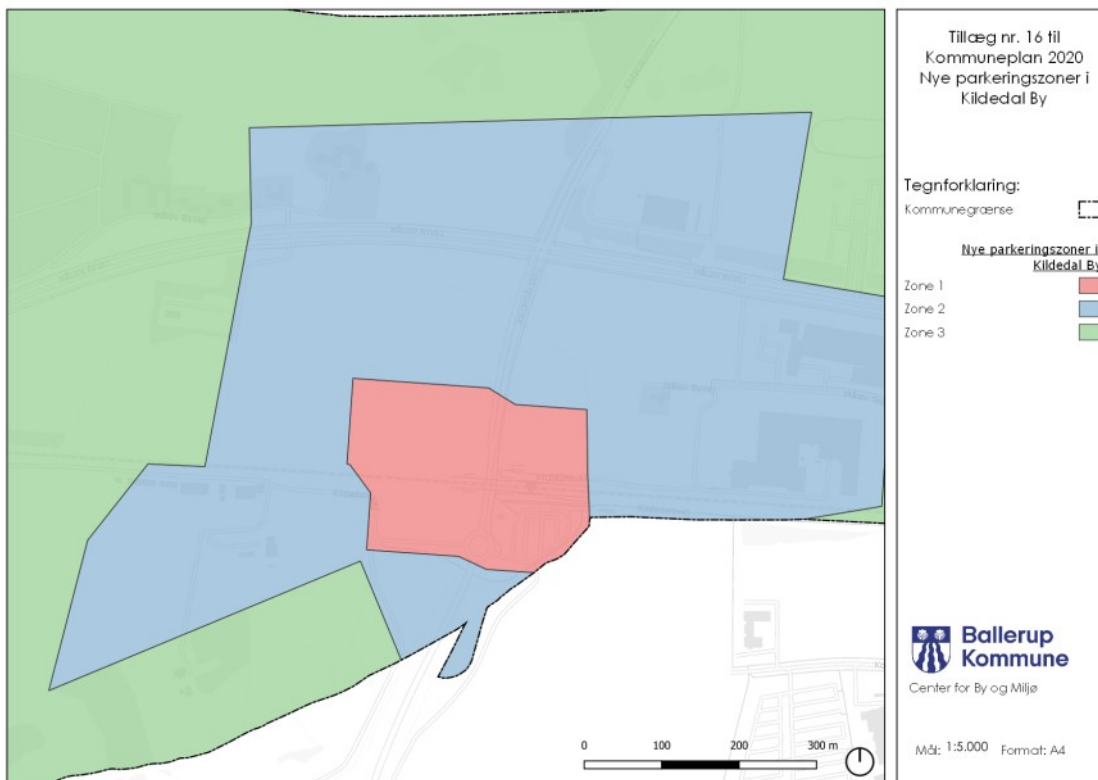 Tillæg nr. 16 til
Kommuneplan 2020
Nye parkeringszoner i
Kildedal By
Tegnforklaring:
Kommunegrænse
Nye parkeringszoner i
Kildedal By
Zone 1
Zone 2
Zone 3
Ballerup
Kommune
Center for By og Miljø
Mål: 1:5.000 Format: A4
0 100 200 300 m